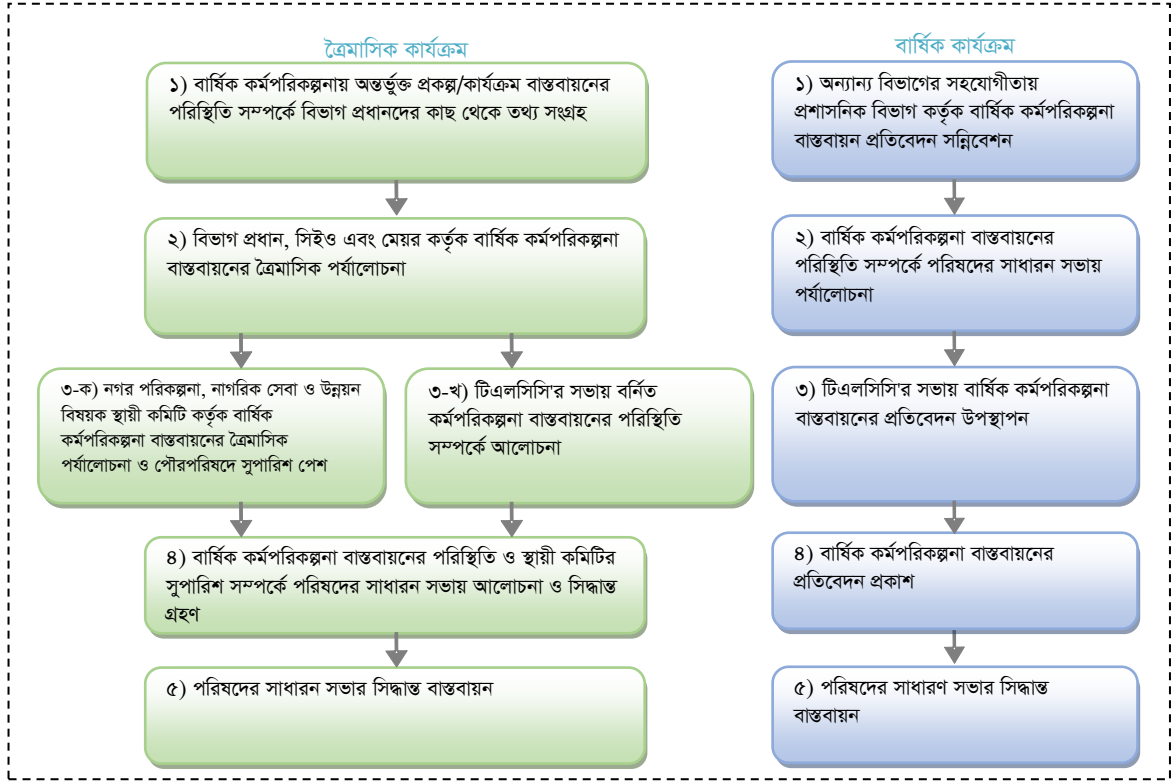 ত্রৈমাসিক কার্যক্রম
১) বার্ষিক কর্মপরিকল্পনায় অন্তর্ভুক্ত প্রকল্প/কার্যক্রম বাস্তবায়নের
পরিস্থিতি সম্পর্কে বিভাগ প্রধানদের কাছ থেকে তথ্য সংগ্রহ
২) বিভাগ প্রধান, সিইও এবং মেয়র কর্তৃক বার্ষিক কর্মপরিকল্পনা
বাস্তবায়নের ত্রৈমাসিক পর্যালোচনা
৩-ক) নগর পরিকল্পনা, নাগরিক সেবা ও উন্নয়ন
বিষয়ক স্থায়ী কমিটি কর্তৃক বার্ষিক
কর্মপরিকল্পনা বাস্তবায়নের ত্রৈমাসিক
পর্যালোচনা ও পৌরপরিষদে সুপারিশ পেশ
৩-খ) টিএলসিসি'র সভায় বর্নিত
কর্মপরিকল্পনা বাস্তবায়নের পরিস্থিতি
সম্পর্কে আলোচনা
৪) বার্ষিক কর্মপরিকল্পনা বাস্তবায়নের পরিস্থিতি ও স্থায়ী কমিটির
সুপারিশ সম্পর্কে পরিষদের সাধারন সভায় আলোচনা ও সিদ্ধান্ত
গ্রহণ
৫) পরিষদের সাধারন সভার সিদ্ধান্ত বাস্তবায়ন
বার্ষিক কার্যক্রম
১) অন্যান্য বিভাগের সহযোগীতায়
প্রশাসনিক বিভাগ কর্তৃক বার্ষিক কর্মপরিকল্পনা
বাস্তবায়ন প্রতিবেদন সন্নিবেশন
২) বার্ষিক কর্মপরিকল্পনা বাস্তবায়নের
পরিস্থিতি সম্পর্কে পরিষদের সাধারন সভায়
পর্যালোচনা
৩) টিএলসিসি'র সভায় বার্ষিক কর্মপরিকল্পনা
বাস্তবায়নের প্রতিবেদন উপস্থাপন
৪) বার্ষিক কর্মপরিকল্পনা বাস্তবায়নের
প্রতিবেদন প্রকাশ
৫) পরিষদের সাধারণ সভার সিদ্ধান্ত
বাস্তবায়ন